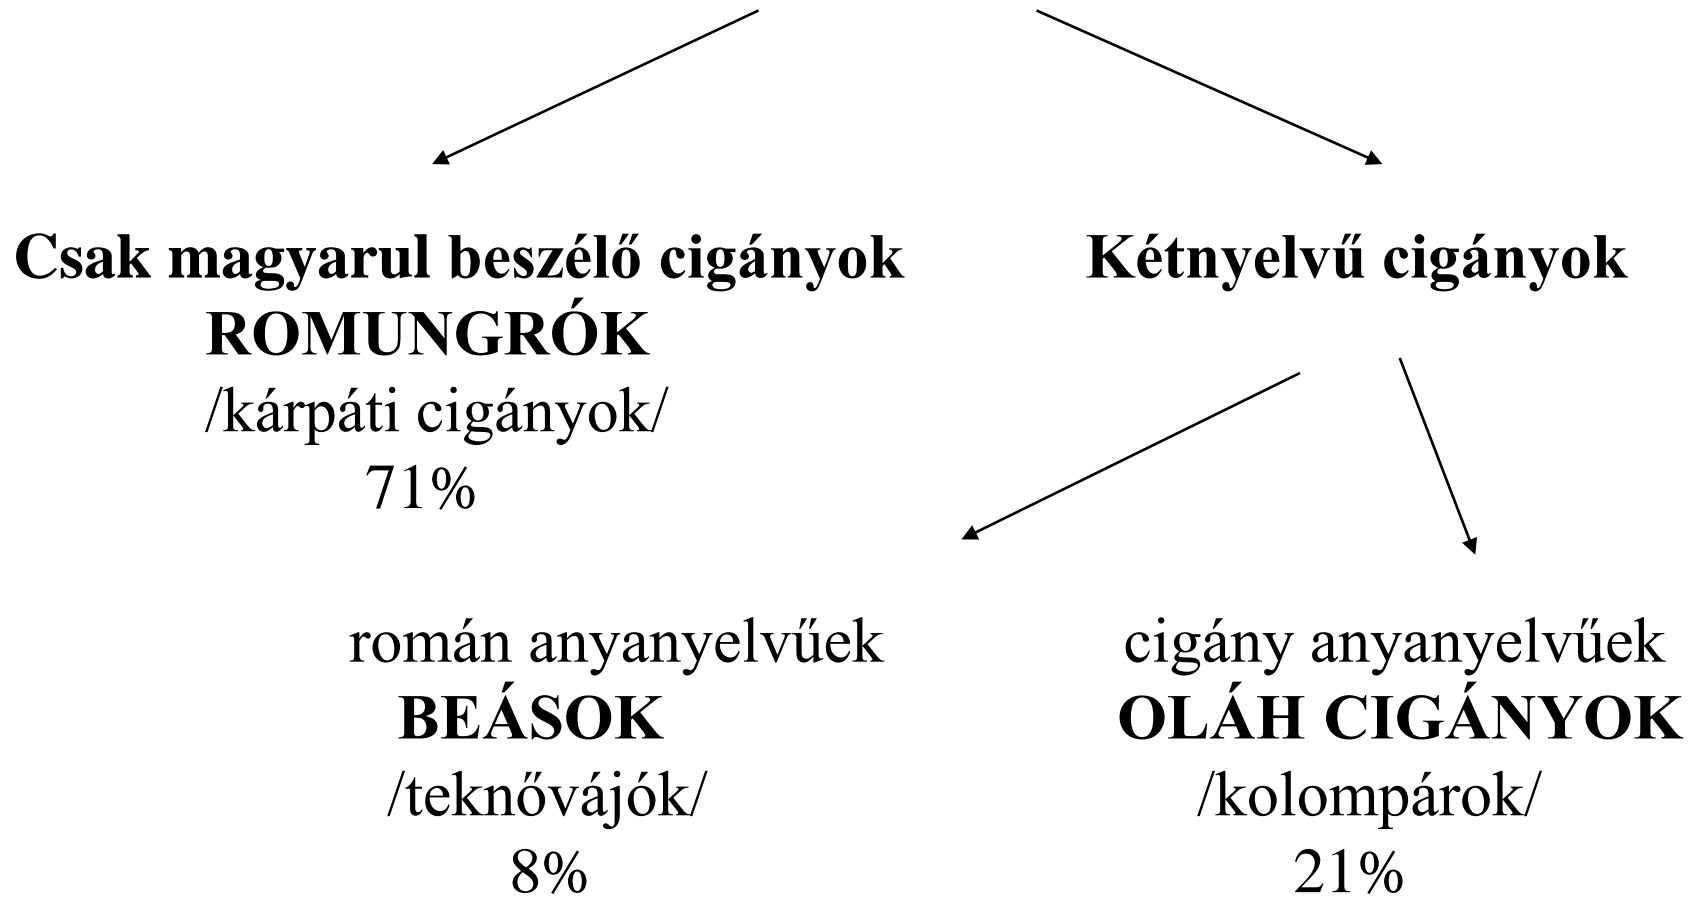 Csak magyarul beszélő cigányok
ROMUNGRÓK
/kárpáti cigányok/
71%
Kétnyelvű cigányok
román anyanyelvűek
BEÁSOK
/teknővájók/
8%
cigány anyanyelvűek
OLÁH CIGÁNYOK
/kolompárok/
21%